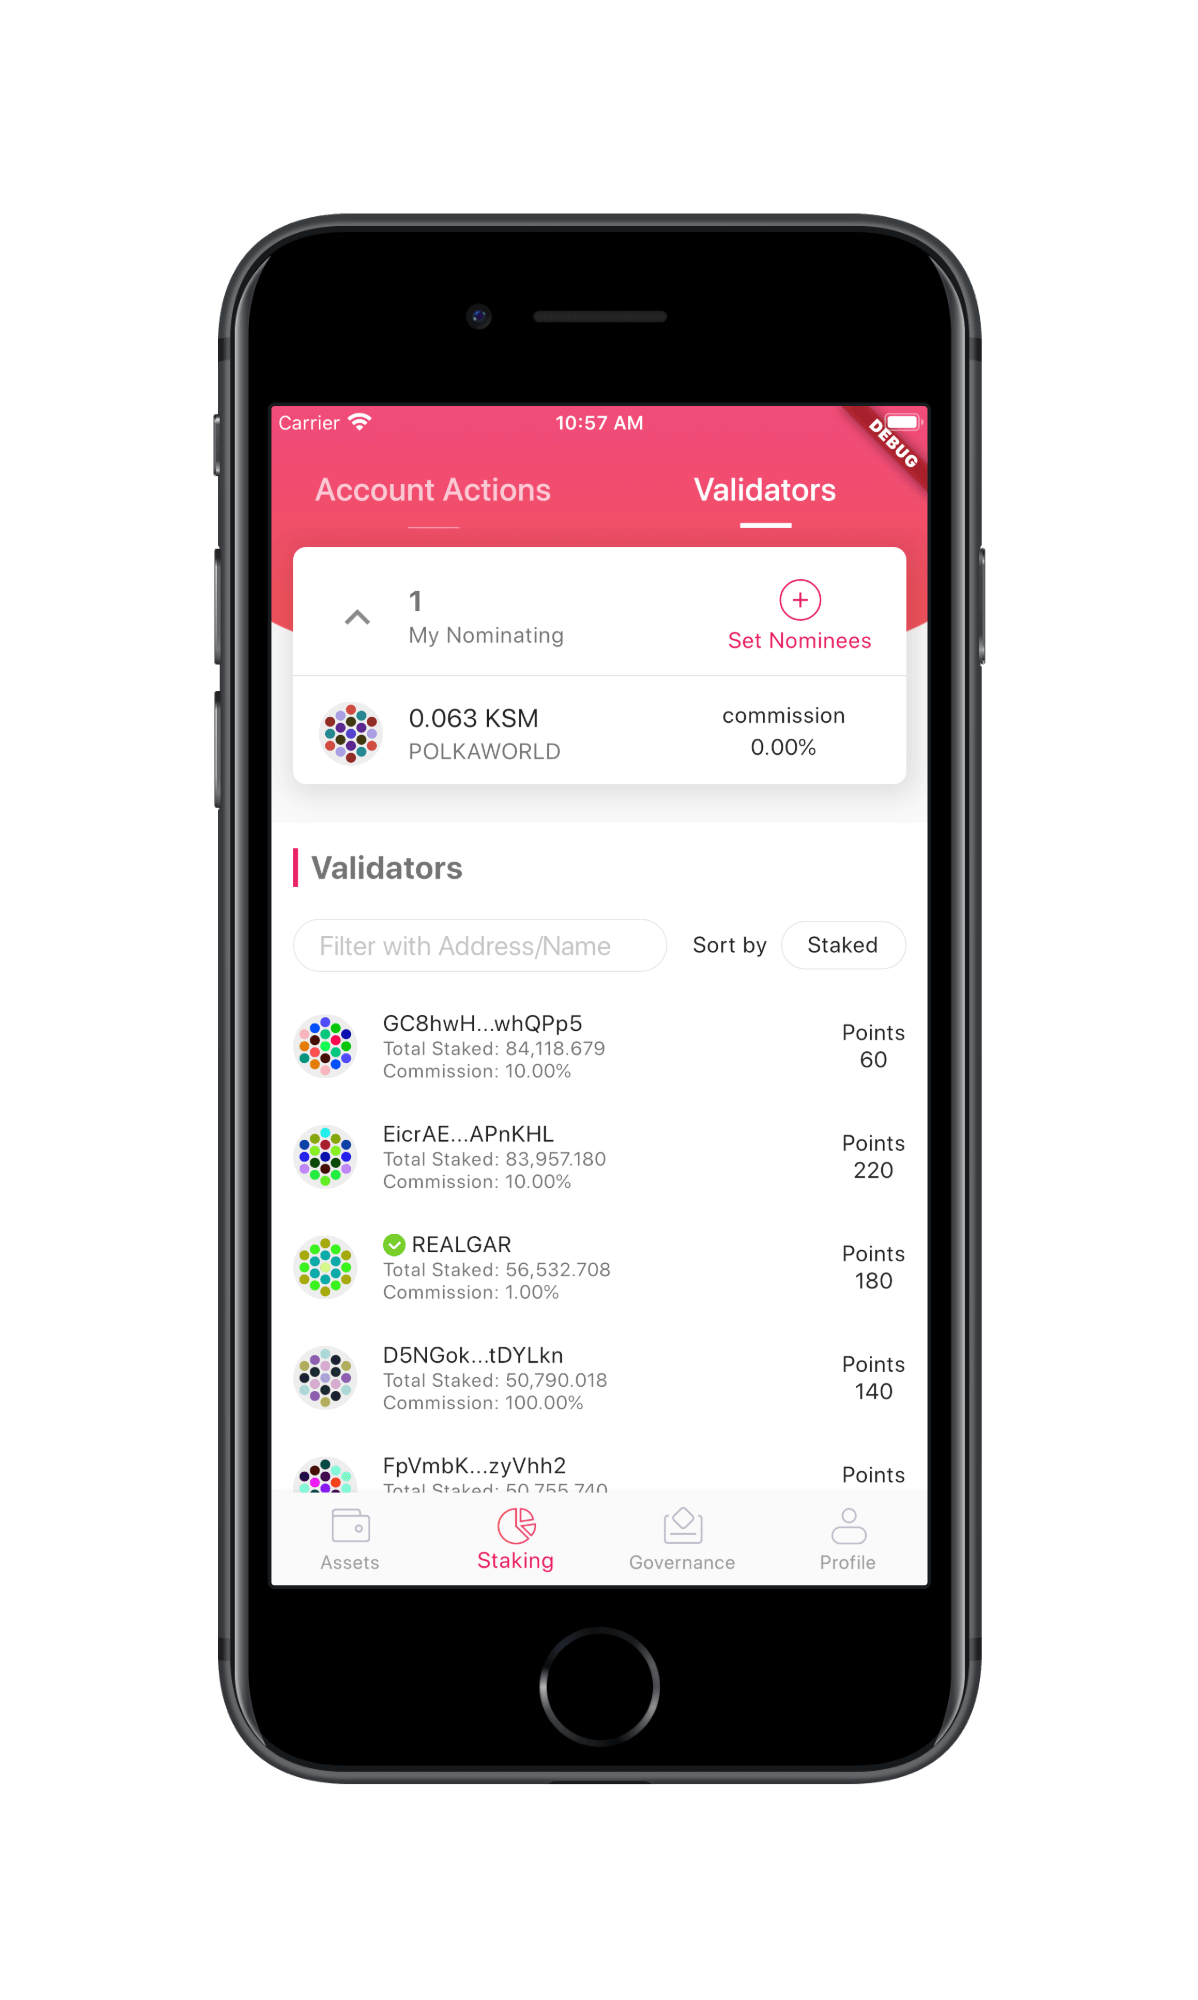 Carrier
10:57 AM
DEBUG
Account Actions
Validators
1
My Nominating
Set Nominees
0.063 KSM
POLKAWORLD
commission
0.00%
Validators
Filter with Address/Name
Sort by
Staked
GC8hwH...whQPp5
Total Staked: 84,118.679
Commission: 10.00%
Points
60
EicrAE...APnKHL
Total Staked: 83,957.180
Commission: 10.00%
Points
220
REALGAR
Total Staked: 56,532.708
Commission: 1.00%
Points
180
D5NGok...tDYLkn
Total Staked: 50,790.018
Commission: 100.00%
Points
140
FpVmbK...zyVhh2
Total Staked: 50,755.740
Points
Assets
Staking
Governance
Profile